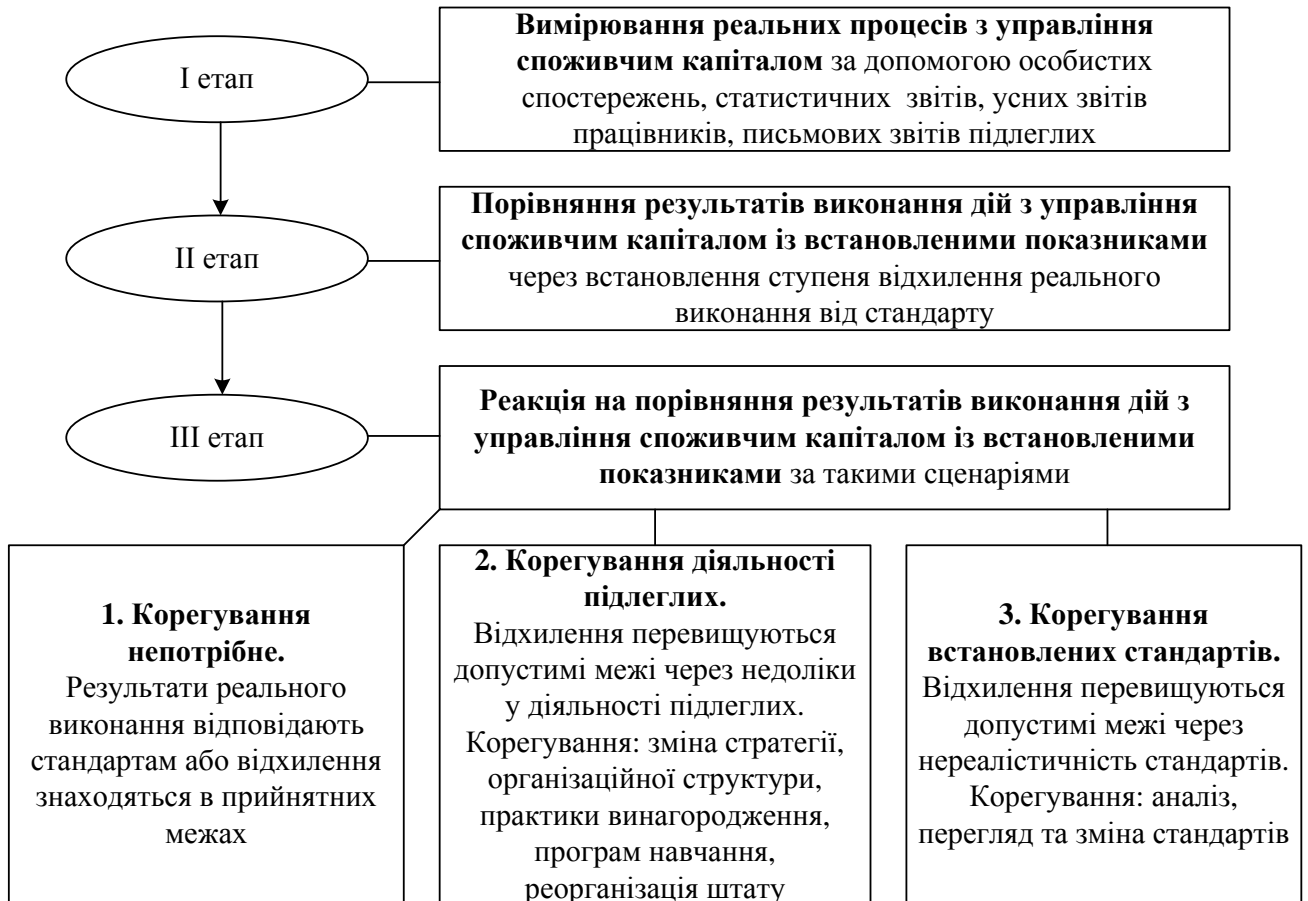 І етап
Вимірювання реальних процесів з управління
споживчим капіталом за допомогою особистих
спостережень, статистичних звітів, усних звітів
працівників, письмових звітів підлеглих
ІІ етап
Порівняння результатів виконання дій з управління
споживчим капіталом із встановленими показниками
через встановлення ступеня відхилення реального
виконання від стандарту
ІІІ етап
Реакція на порівняння результатів виконання дій з
управління споживчим капіталом із встановленими
показниками за такими сценаріями
1. Корегування
непотрібне.
Результати реального
виконання відповідають
стандартам або відхилення
знаходяться в прийнятних
межах
2. Корегування діяльності
підлеглих.
Відхилення перевищуються
допустимі межі через недоліки
у діяльності підлеглих.
Корегування: зміна стратегії,
організаційної структури,
практики винагородження,
програм навчання,
реорганізація штату
3. Корегування
встановлених стандартів.
Відхилення перевищуються
допустимі межі через
нереалістичність стандартів.
Корегування: аналіз,
перегляд та зміна стандартів